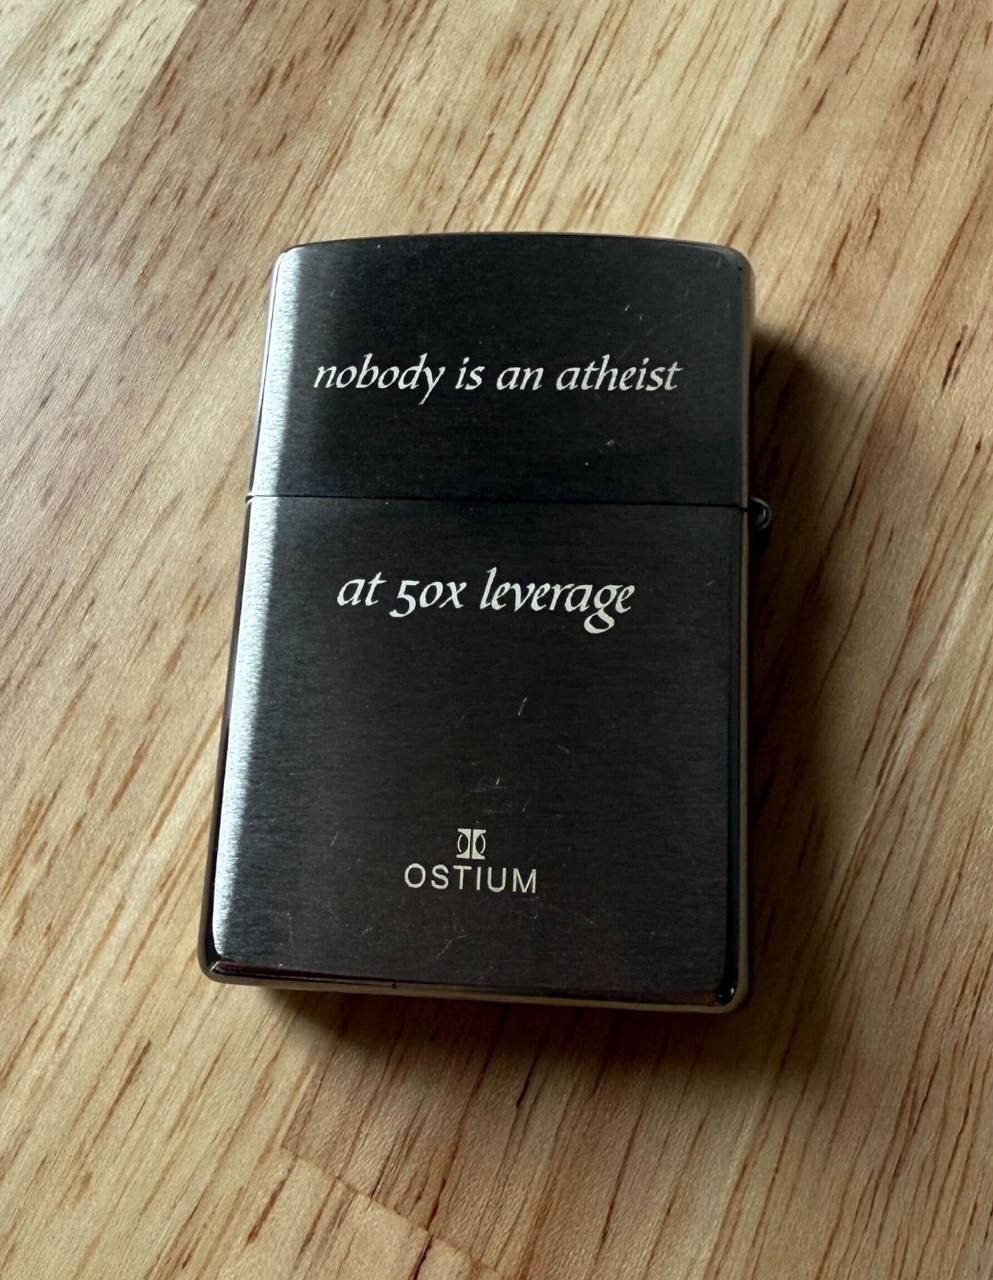 nobody is an atheist
at 50x leverage
OSTIUM